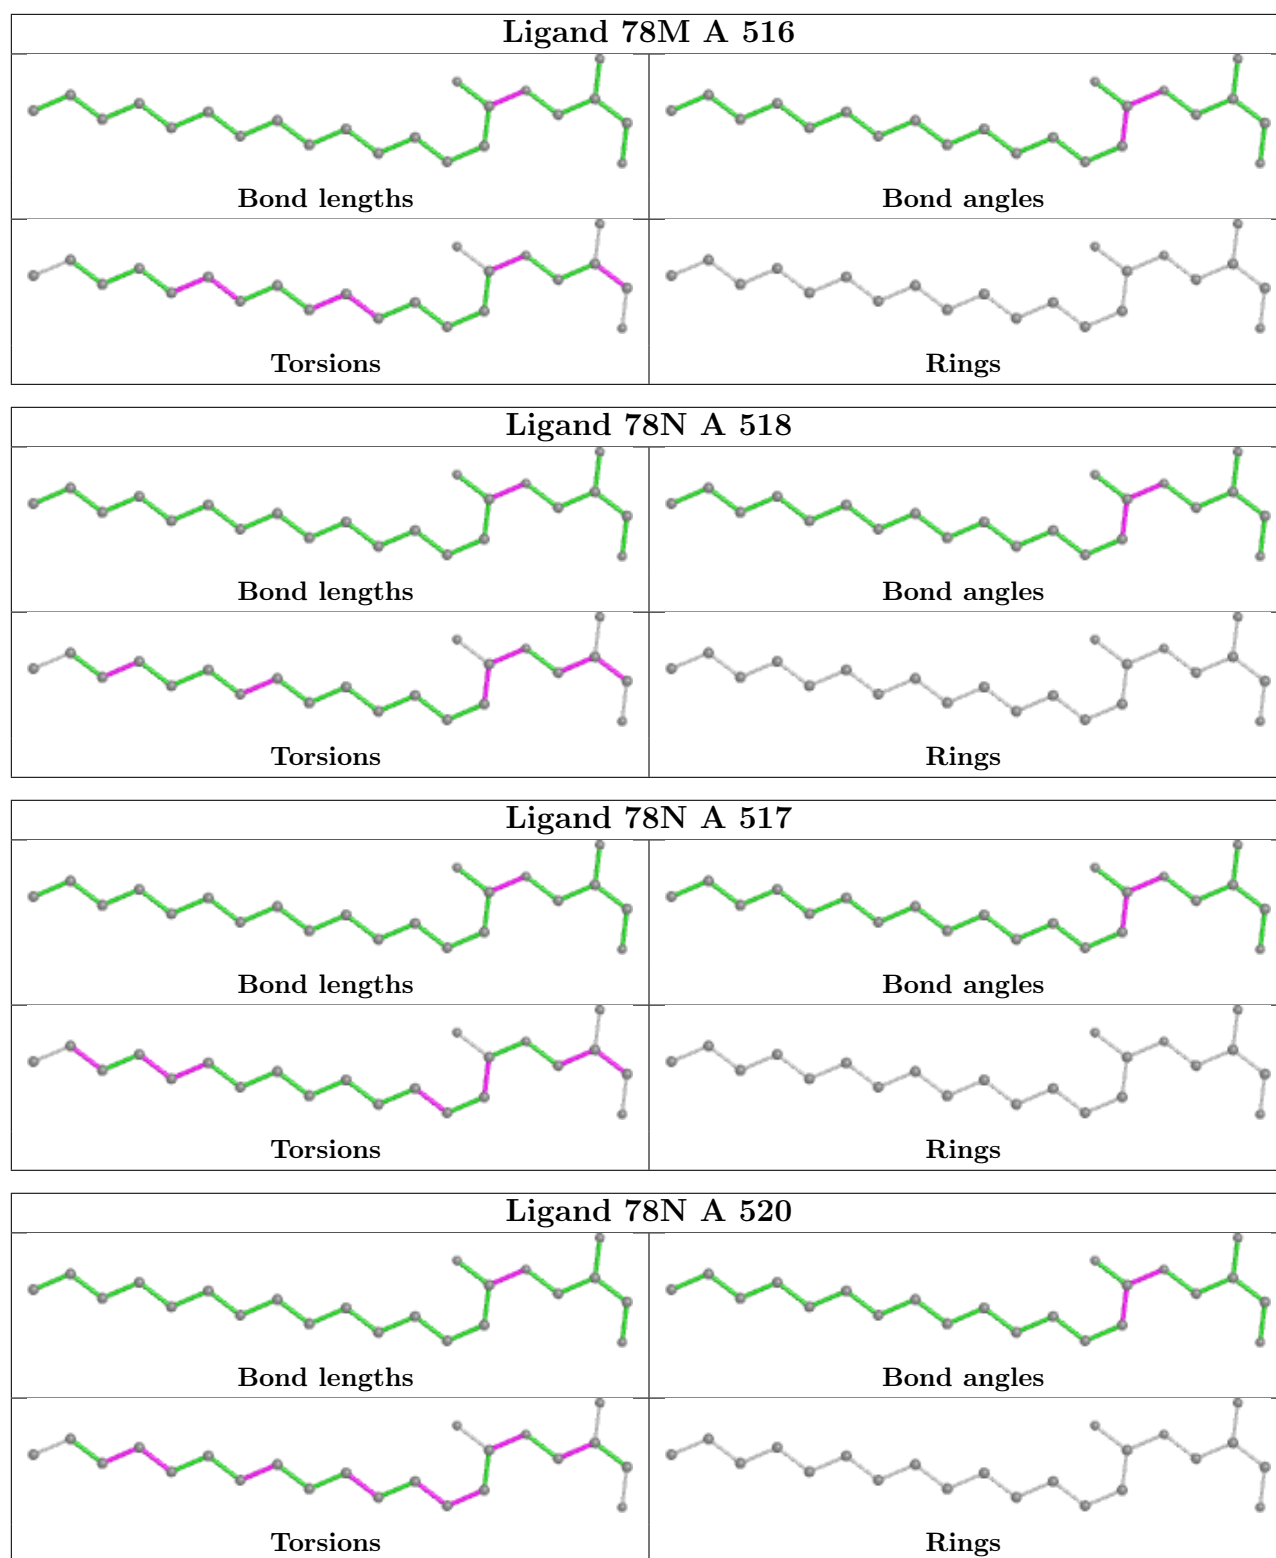 Ligand 78M A 516
Bond lengths
Bond angles
Torsions
Rings
Ligand 78N A 518
Bond lengths
Bond angles
Torsions
Rings
Ligand 78N A 517
Bond lengths
Bond angles
Torsions
Rings
Ligand 78N A 520
Bond lengths
Bond angles
Torsions
Rings